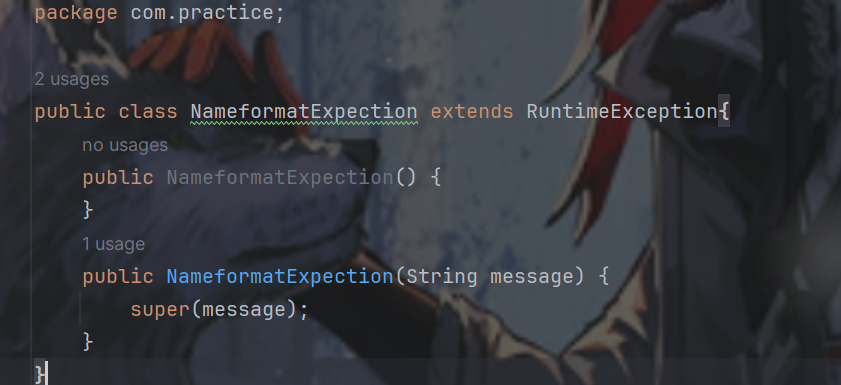 package com.practice;
2 usages
public class NameformatExpection extends RuntimeException{
no usages
public NameformatExpection() {
}
1 usage
public NameformatExpection(String message) {
super(message);
}
}